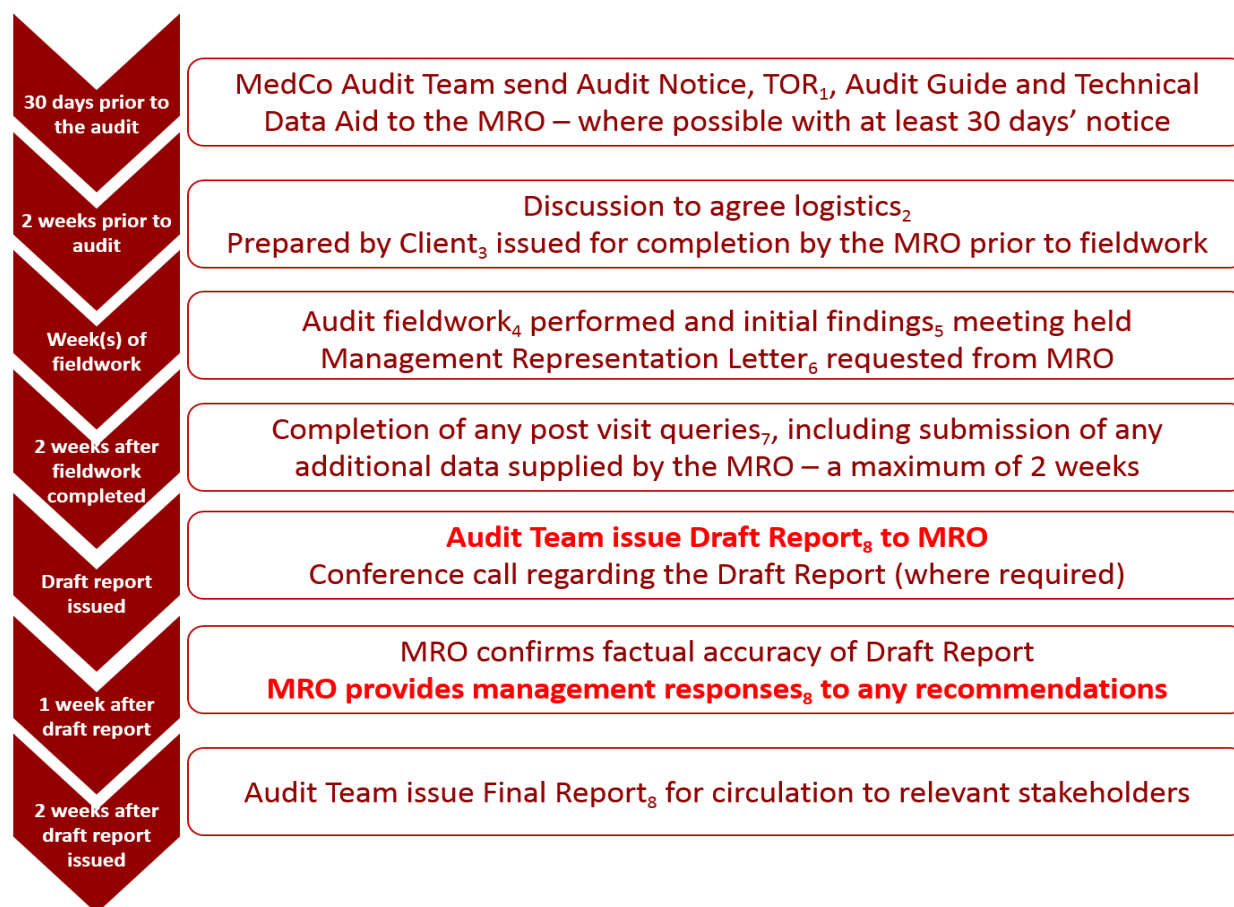 30 days prior to
the audit
MedCo Audit Team send Audit Notice, TOR₁, Audit Guide and Technical
Data Aid to the MRO – where possible with at least 30 days’ notice
2 weeks prior to
audit
Discussion to agree logistics₂
Prepared by Client₃ issued for completion by the MRO prior to fieldwork
Week(s) of
fieldwork
Audit fieldwork₄ performed and initial findings₅ meeting held
Management Representation Letter₆ requested from MRO
2 weeks after
fieldwork
completed
Completion of any post visit queries₇, including submission of any
additional data supplied by the MRO – a maximum of 2 weeks
Draft report
issued
Audit Team issue Draft Report₈ to MRO
Conference call regarding the Draft Report (where required)
1 week after
draft report
MRO confirms factual accuracy of Draft Report
MRO provides management responses₈ to any recommendations
2 weeks after
draft report
issued
Audit Team issue Final Report₈ for circulation to relevant stakeholders